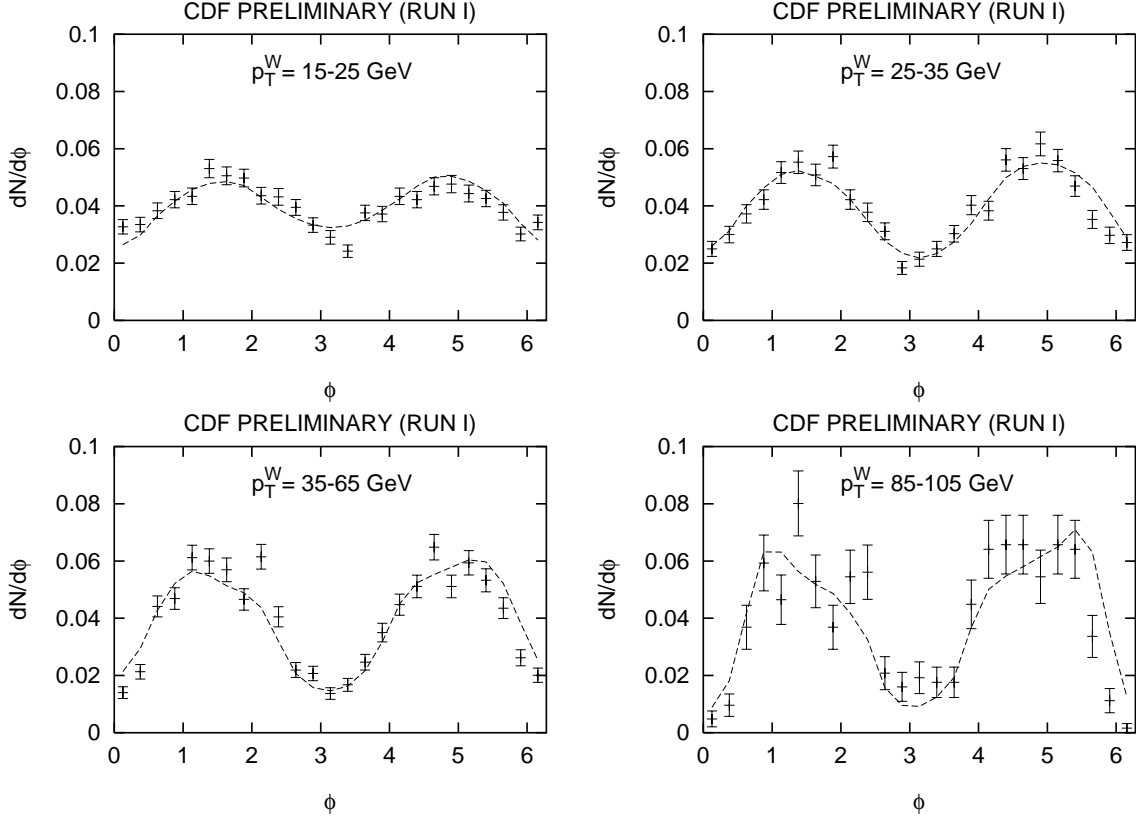 CDF PRELIMINARY (RUN I)
p_T^W = 15-25 GeV
dN/dϕ
0.1
0.08
0.06
0.04
0.02
0
0 1 2 3 4 5 6
ϕ
CDF PRELIMINARY (RUN I)
p_T^W = 25-35 GeV
dN/dϕ
0.1
0.08
0.06
0.04
0.02
0
0 1 2 3 4 5 6
ϕ
CDF PRELIMINARY (RUN I)
p_T^W = 35-65 GeV
dN/dϕ
0.1
0.08
0.06
0.04
0.02
0
0 1 2 3 4 5 6
ϕ
CDF PRELIMINARY (RUN I)
p_T^W = 85-105 GeV
dN/dϕ
0.1
0.08
0.06
0.04
0.02
0
0 1 2 3 4 5 6
ϕ